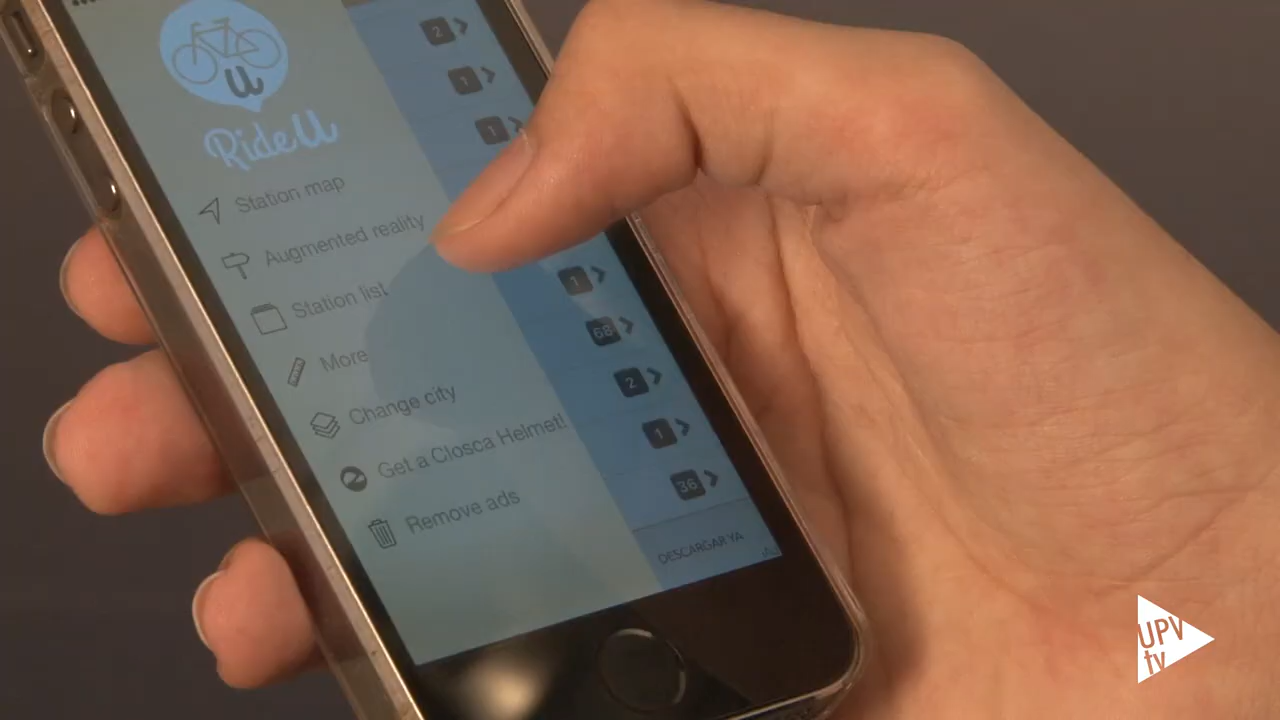 U
RideU
Station map
Augmented reality
Station list
More
Change city
Get a Closca Helmet!
Remove ads
2
1
1
1
68
2
1
36
DESCARGAR YA
UPV
tv